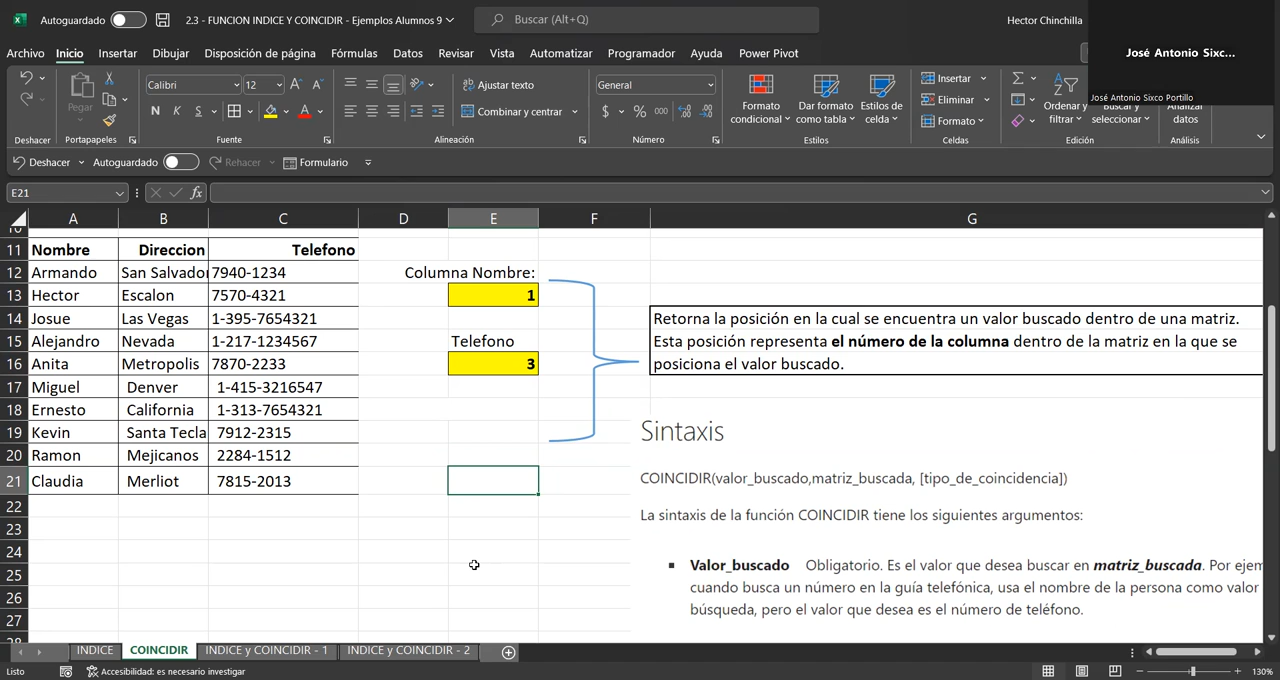 Autoguardado
2.3 - FUNCION INDICE Y COINCIDIR - Ejemplos Alumnos 9
Buscar (Alt+Q)
Hector Chinchilla
José Antonio Sixc...
José Antonio Sixco Portillo
Archivo Inicio Insertar Dibujar Disposición de página Fórmulas Datos Revisar Vista Automatizar Programador Ayuda Power Pivot
Pegar
Calibri 12
N K S
Ajustar texto
Combinar y centrar
General
$ % 000
Formato condicional
Dar formato como tabla
Estilos de celda
Insertar
Eliminar
Formato
Ordenar y filtrar
Buscar y seleccionar
Analizar datos
Deshacer Portapapeles Fuente Alineación Número Estilos Celdas Edición Análisis
Deshacer Autoguardado Rehacer Formulario
E21 fx
A B C D E F G
10
11 Nombre Direccion Telefono
12 Armando San Salvador 7940-1234 Columna Nombre:
13 Hector Escalon 7570-4321 1
14 Josue Las Vegas 1-395-7654321 Retorna la posición en la cual se encuentra un valor buscado dentro de una matriz.
15 Alejandro Nevada 1-217-1234567 Telefono Esta posición representa el número de la columna dentro de la matriz en la que se
16 Anita Metropolis 7870-2233 3 posiciona el valor buscado.
17 Miguel Denver 1-415-3216547
18 Ernesto California 1-313-7654321
19 Kevin Santa Tecla 7912-2315 Sintaxis
20 Ramon Mejicanos 2284-1512
21 Claudia Merliot 7815-2013 COINCIDIR(valor_buscado,matriz_buscada, [tipo_de_coincidencia])
22 La sintaxis de la función COINCIDIR tiene los siguientes argumentos:
23
24
25 Valor_buscado Obligatorio. Es el valor que desea buscar en matriz_buscada. Por ejem
26 cuando busca un número en la guía telefónica, usa el nombre de la persona como valor
27 búsqueda, pero el valor que desea es el número de teléfono.
28
INDICE COINCIDIR INDICE y COINCIDIR - 1 INDICE y COINCIDIR - 2
Listo Accesibilidad: es necesario investigar 130%